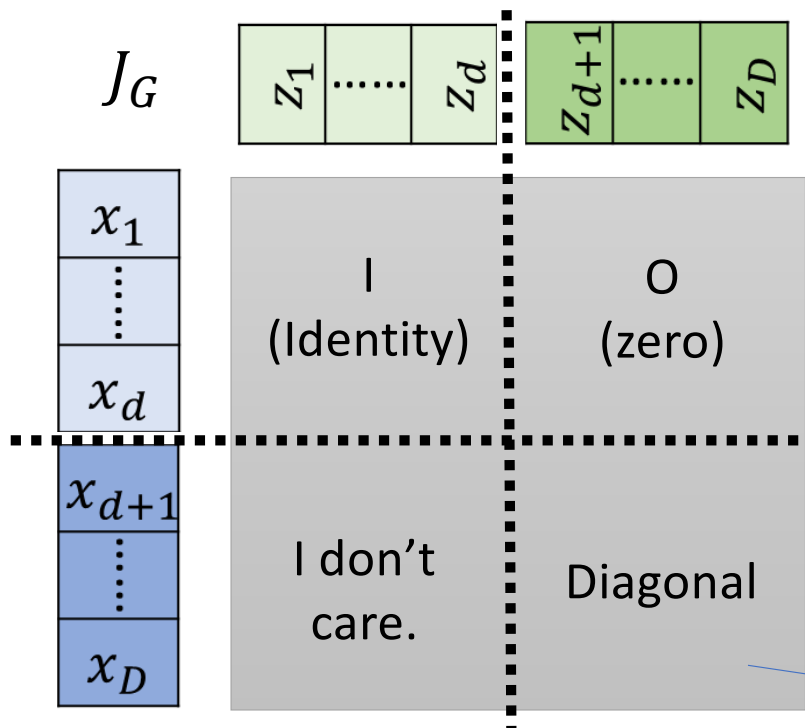 J_G
z_1 ....... z_d z_{d+1} ...... z_D
x_1
......
x_d
x_{d+1}
......
x_D
I
(Identity)
O
(zero)
I don’t
care.
Diagonal